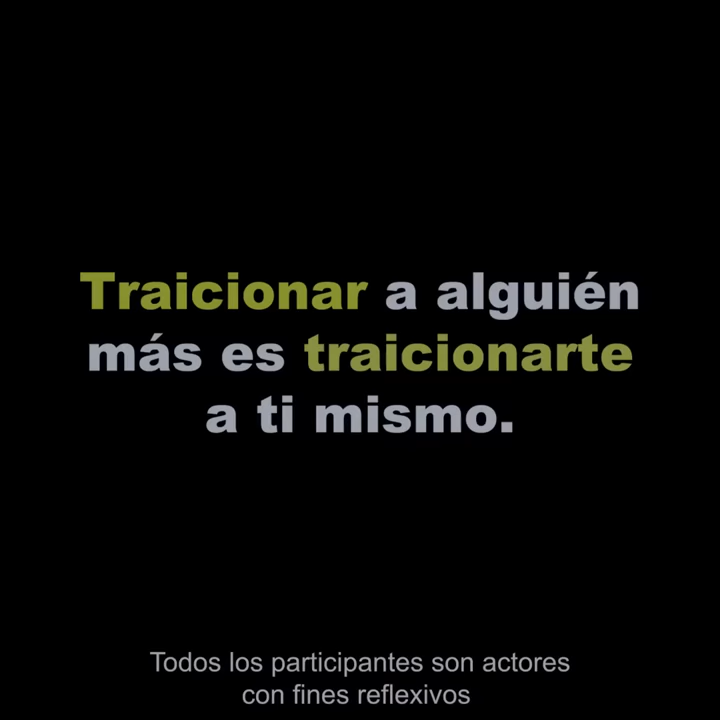 Traicionar a alguién
más es traicionarte
a ti mismo.
Todos los participantes son actores
con fines reflexivos